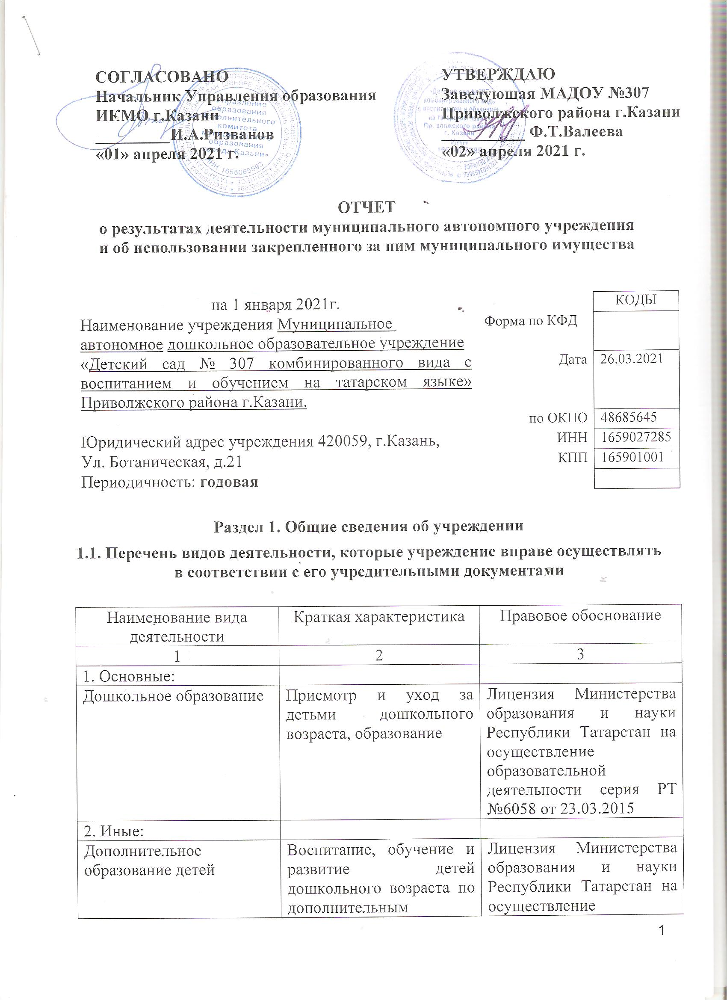 СОГЛАСОВАНО
Начальник Управления образования
ИКМО г.Казани
И.А.Ризванов
«01» апреля 2021 г.
УТВЕРЖДАЮ
Заведующая МАДОУ №307
Приволжского района г.Казани
Ф.Т.Валеева
«02» апреля 2021 г.
ИНН 1655065593
ОТЧЕТ
о результатах деятельности муниципального автономного учреждения
и об использовании закрепленного за ним муниципального имущества
на 1 января 2021г.
КОДЫ
Наименование учреждения Муниципальное
автономное дошкольное образовательное учреждение
«Детский сад № 307 комбинированного вида с
воспитанием и обучением на татарском языке»
Приволжского района г.Казани.
Форма по КФД
Дата 26.03.2021
по ОКПО 48685645
Юридический адрес учреждения 420059, г.Казань,
ИНН 1659027285
Ул. Ботаническая, д.21
КПП 165901001
Периодичность: годовая
Раздел 1. Общие сведения об учреждении
1.1. Перечень видов деятельности, которые учреждение вправе осуществлять
в соответствии с его учредительными документами
Наименование вида
деятельности
Краткая характеристика
Правовое обоснование
1
2
3
1. Основные:
Дошкольное образование
Присмотр и уход за
детьми дошкольного
возраста, образование
Лицензия Министерства
образования и науки
Республики Татарстан на
осуществление
образовательной
деятельности серия РТ
№6058 от 23.03.2015
2. Иные:
Дополнительное
образование детей
Воспитание, обучение и
развитие детей
дошкольного возраста по
дополнительным
Лицензия Министерства
образования и науки
Республики Татарстан на
осуществление
1